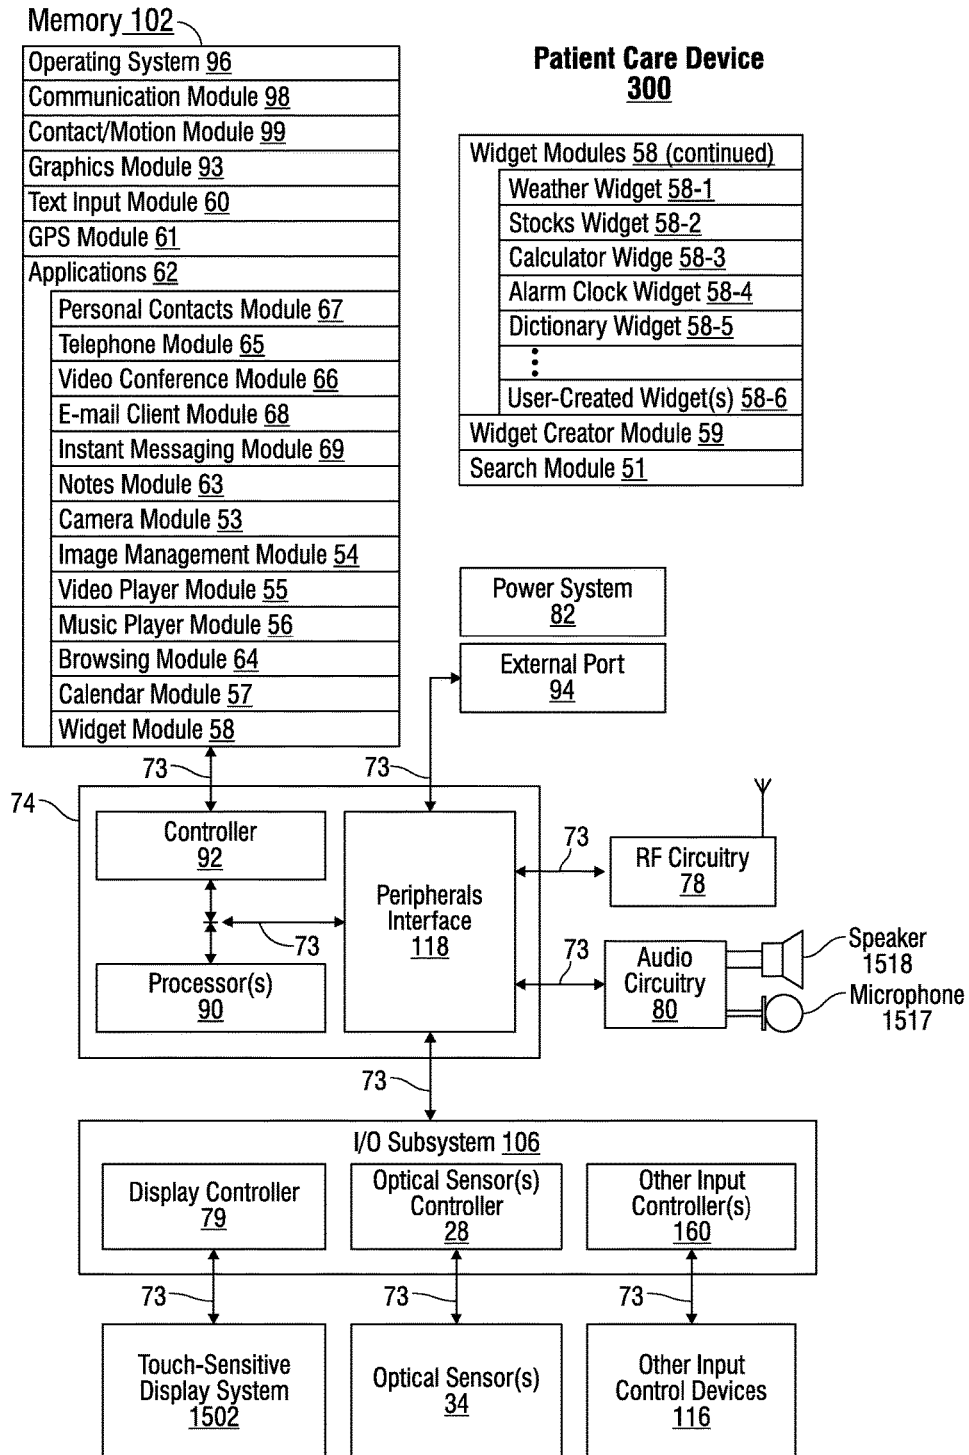 Memory 102
Operating System 96
Communication Module 98
Contact/Motion Module 99
Graphics Module 93
Text Input Module 60
GPS Module 61
Applications 62
Personal Contacts Module 67
Telephone Module 65
Video Conference Module 66
E-mail Client Module 68
Instant Messaging Module 69
Notes Module 63
Camera Module 53
Image Management Module 54
Video Player Module 55
Music Player Module 56
Browsing Module 64
Calendar Module 57
Widget Module 58
Patient Care Device
300
Widget Modules 58 (continued)
Weather Widget 58-1
Stocks Widget 58-2
Calculator Widge 58-3
Alarm Clock Widget 58-4
Dictionary Widget 58-5
User-Created Widget(s) 58-6
Widget Creator Module 59
Search Module 51
Power System
82
External Port
94
73
73
74
Controller
92
Peripherals
Interface
118
73
Processor(s)
90
73
RF Circuitry
78
73
Audio
Circuitry
80
Speaker
1518
Microphone
1517
73
I/O Subsystem 106
Display Controller
79
Optical Sensor(s)
Controller
28
Other Input
Controller(s)
160
73
73
73
Touch-Sensitive
Display System
1502
Optical Sensor(s)
34
Other Input
Control Devices
116